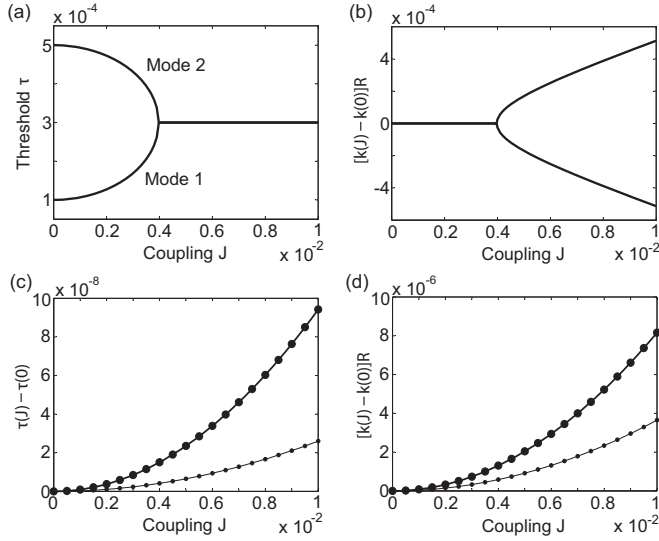 (a)
x 10⁻⁴
5
3
1
Threshold τ
Mode 2
Mode 1
0 0.2 0.4 0.6 0.8 1
Coupling J
x 10⁻²
(b)
x 10⁻⁴
4
0
-4
[k(J) – k(0)]R
0 0.2 0.4 0.6 0.8 1
Coupling J
x 10⁻²
(c)
x 10⁻⁸
10
8
6
4
2
0
τ(J) – τ(0)
0 0.2 0.4 0.6 0.8 1
Coupling J
x 10⁻²
(d)
x 10⁻⁶
10
8
6
4
2
0
[k(J) – k(0)]R
0 0.2 0.4 0.6 0.8 1
Coupling J
x 10⁻²